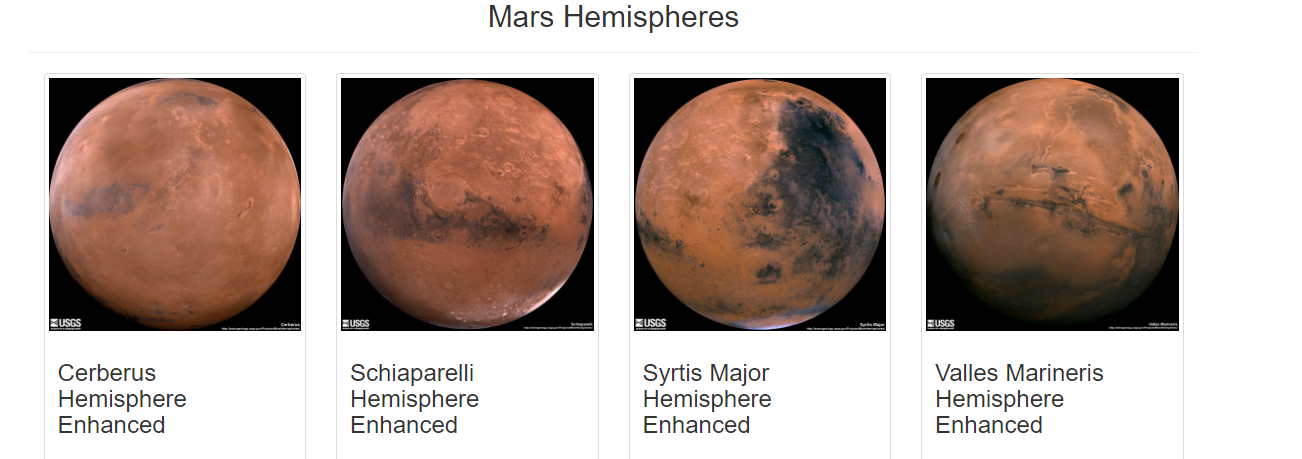 Mars Hemispheres
USGS
Cerberus
USGS
Schiaparelli
USGS
Syrtis Major
USGS
Valles Marineris
Cerberus
Hemisphere
Enhanced
Schiaparelli
Hemisphere
Enhanced
Syrtis Major
Hemisphere
Enhanced
Valles Marineris
Hemisphere
Enhanced